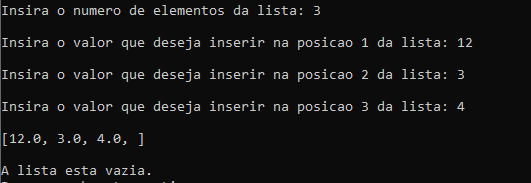 Insira o numero de elementos da lista: 3
Insira o valor que deseja inserir na posicao 1 da lista: 12
Insira o valor que deseja inserir na posicao 2 da lista: 3
Insira o valor que deseja inserir na posicao 3 da lista: 4
[12.0, 3.0, 4.0, ]
A lista esta vazia.